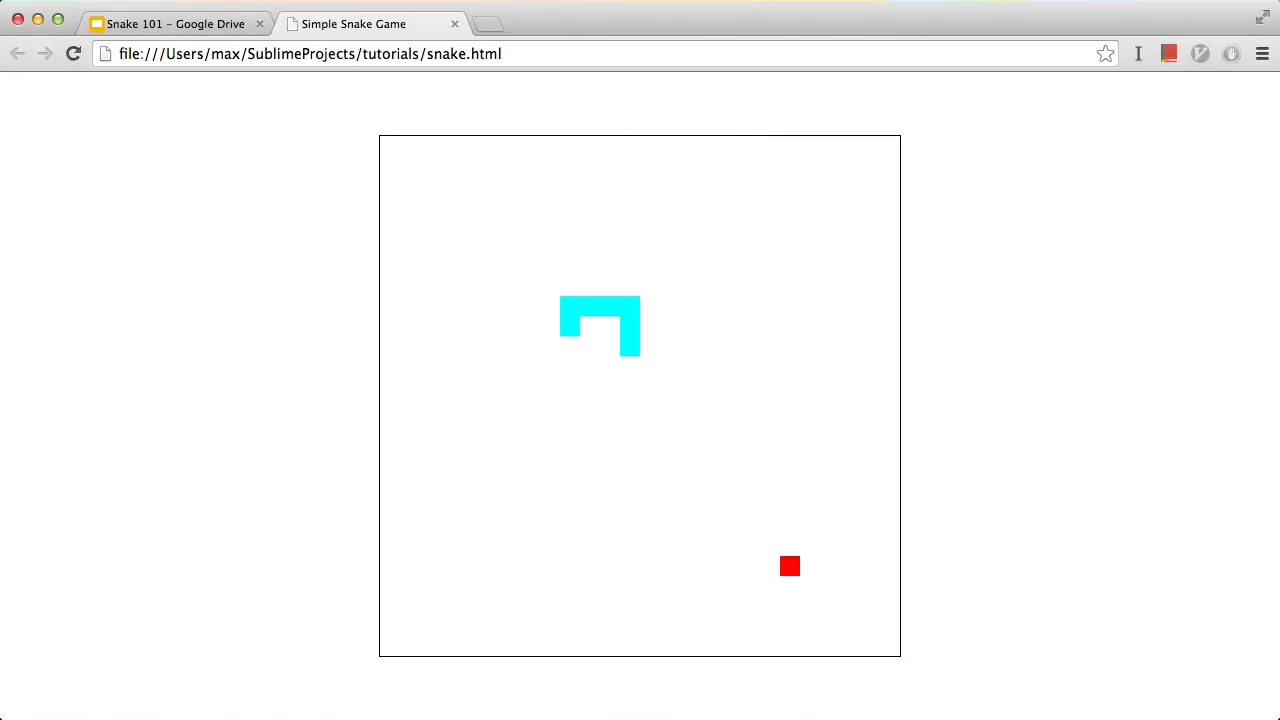 Snake 101 – Google Drive
Simple Snake Game
file:///Users/max/SublimeProjects/tutorials/snake.html